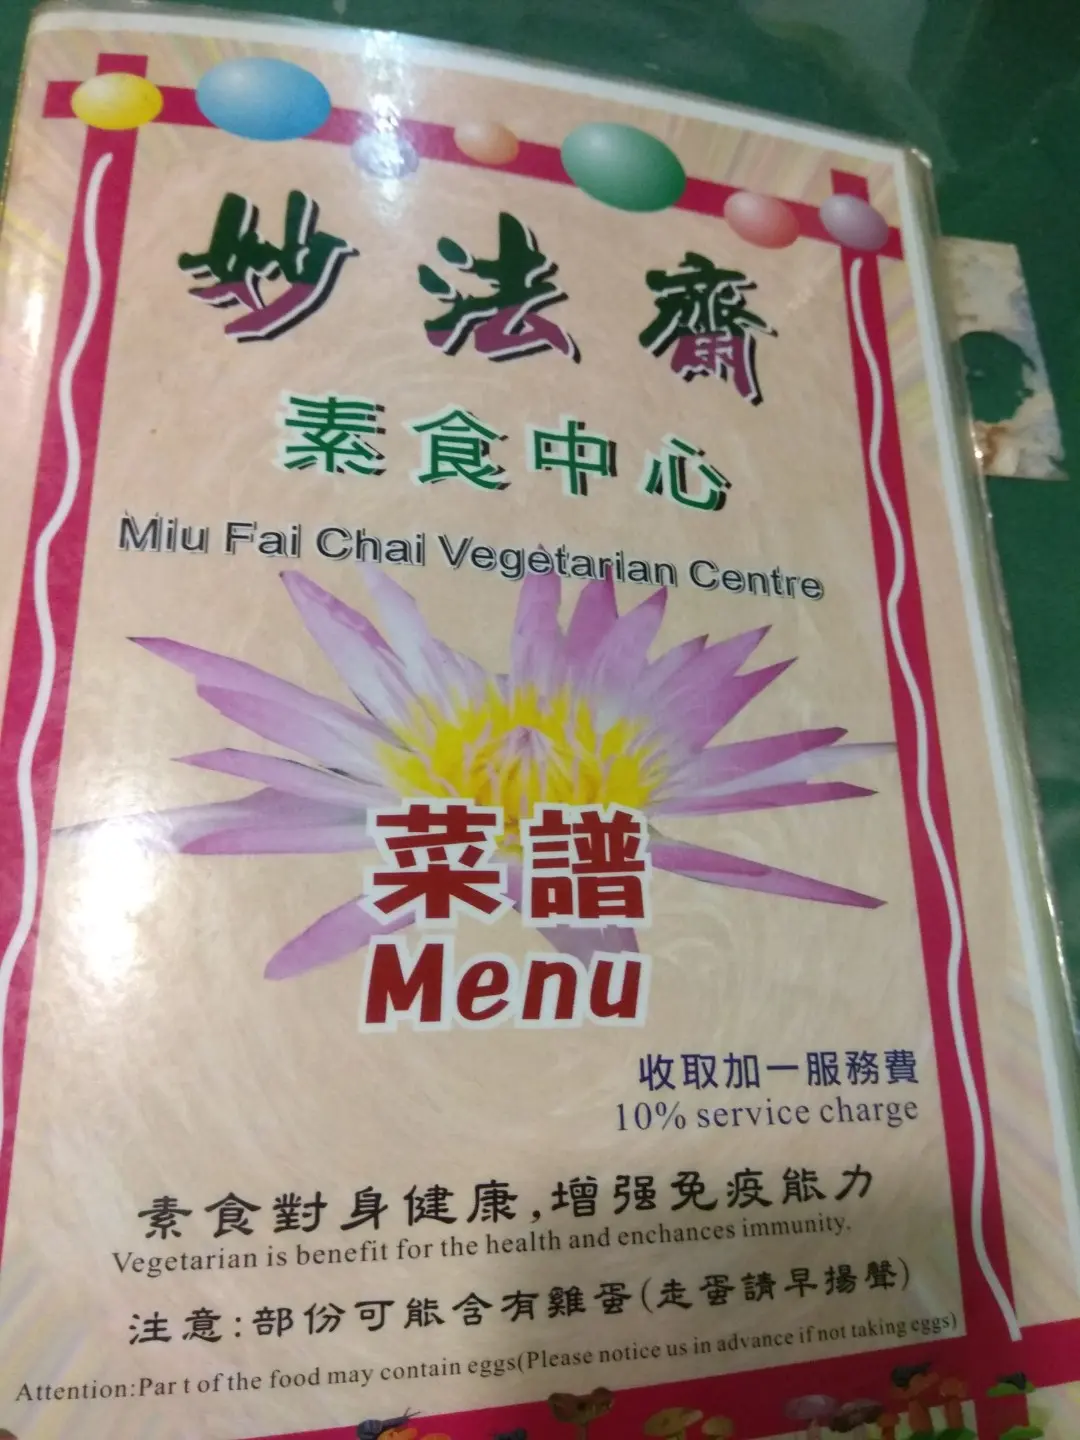 妙法齋
素食中心
Miu Fai Chai Vegetarian Centre
菜譜
Menu
收取加一服務費
10% service charge
素食對身健康,增强免疫能力
Vegetarian is benefit for the health and enchances immunity.
注意:部份可能含有雞蛋(走蛋請早揚聲)
Attention:Par t of the food may contain eggs(Please notice us in advance if not taking eggs)